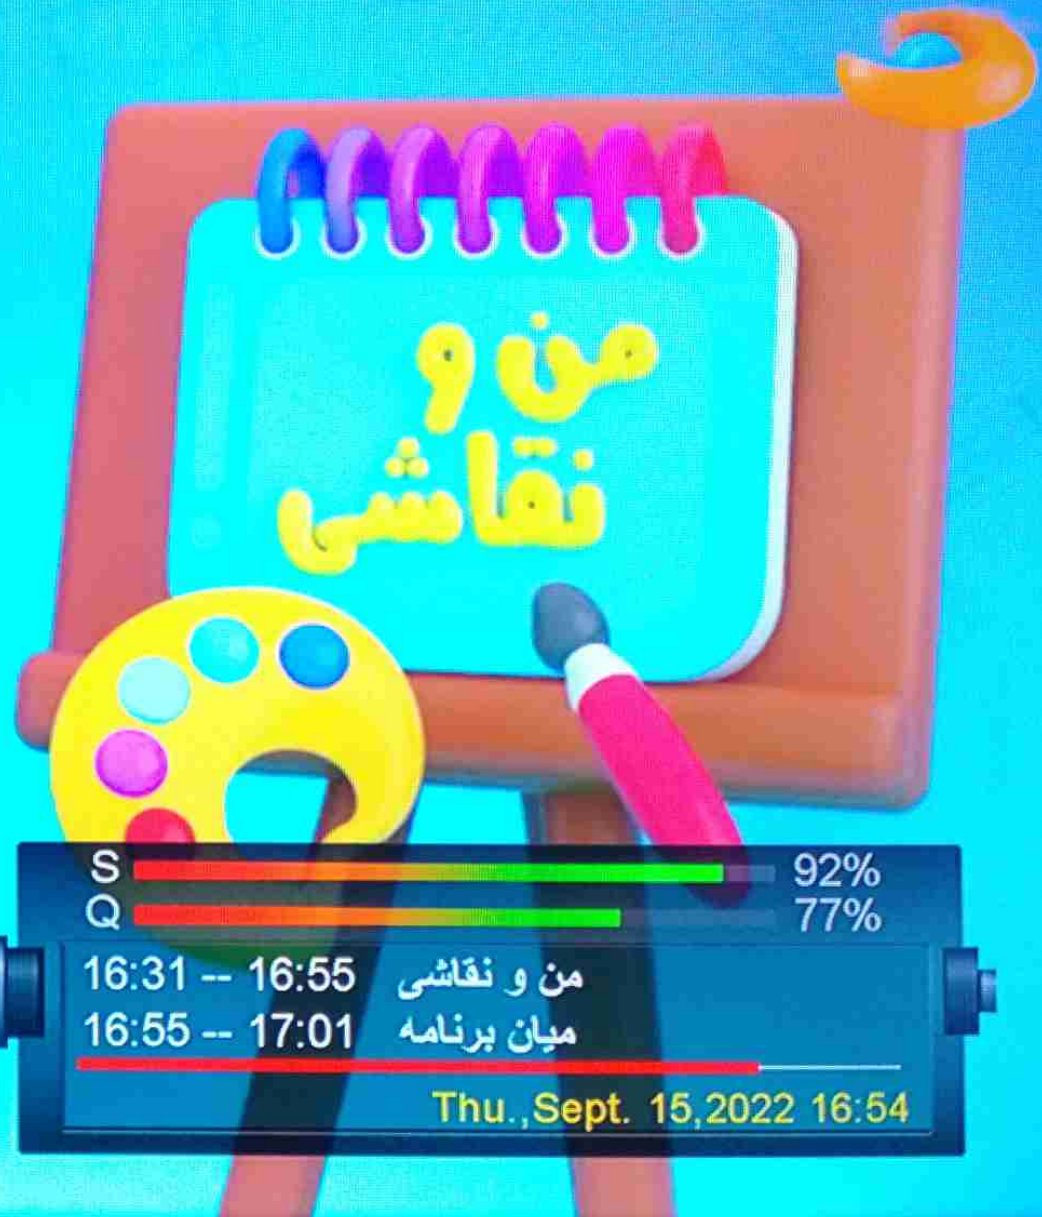 من و
نقاشی
S 92%
Q 77%
16:31 -- 16:55 من و نقاشی
16:55 -- 17:01 میان برنامه
Thu.,Sept. 15,2022 16:54